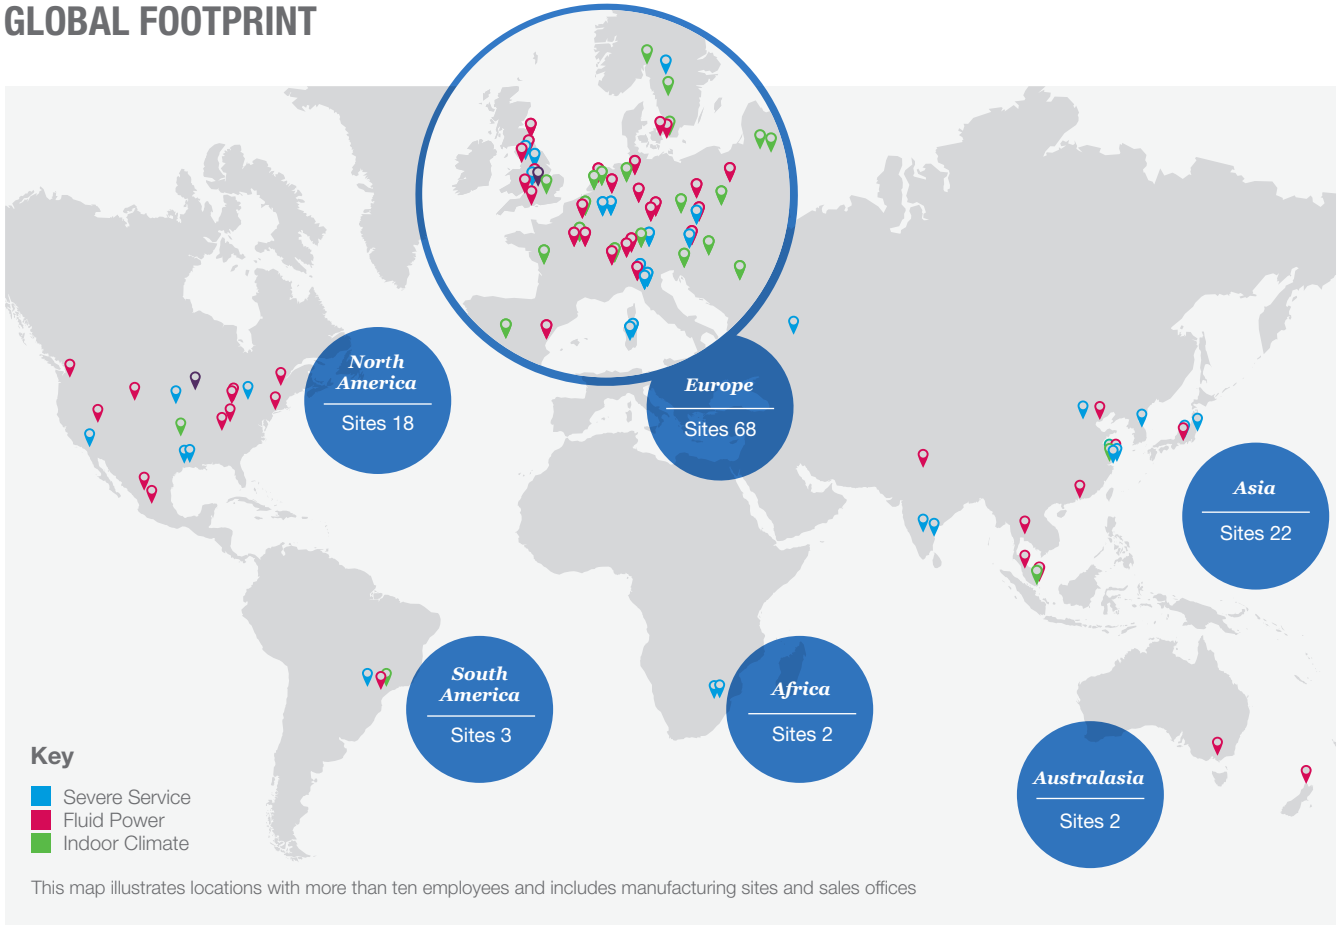 GLOBAL FOOTPRINT
North
America
Sites 18
Europe
Sites 68
Asia
Sites 22
South
America
Sites 3
Africa
Sites 2
Australasia
Sites 2
Key
Severe Service
Fluid Power
Indoor Climate
This map illustrates locations with more than ten employees and includes manufacturing sites and sales offices